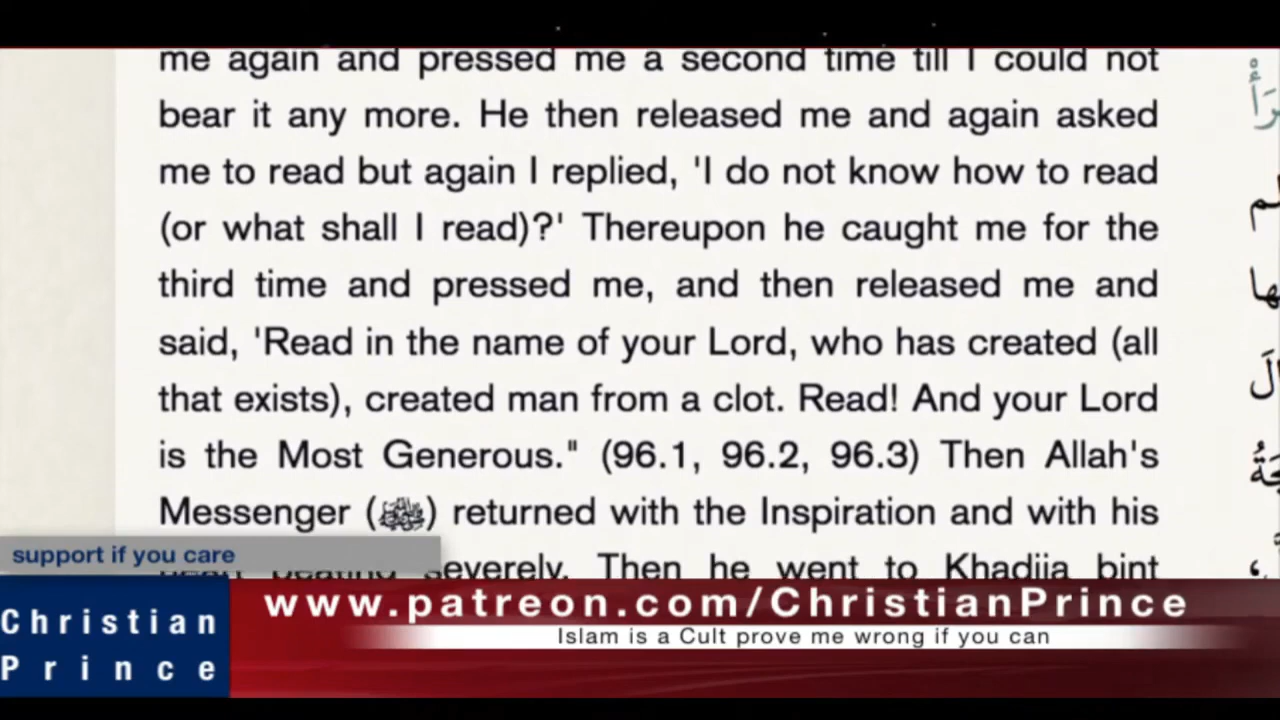 me again and pressed me a second time till I could not
bear it any more. He then released me and again asked
me to read but again I replied, 'I do not know how to read
(or what shall I read)?' Thereupon he caught me for the
third time and pressed me, and then released me and
said, 'Read in the name of your Lord, who has created (all
that exists), created man from a clot. Read! And your Lord
is the Most Generous." (96.1, 96.2, 96.3) Then Allah's
Messenger (ﷺ) returned with the Inspiration and with his
heart beating severely. Then he went to Khadija bint
support if you care
Christian
Prince
www.patreon.com/ChristianPrince
Islam is a Cult prove me wrong if you can